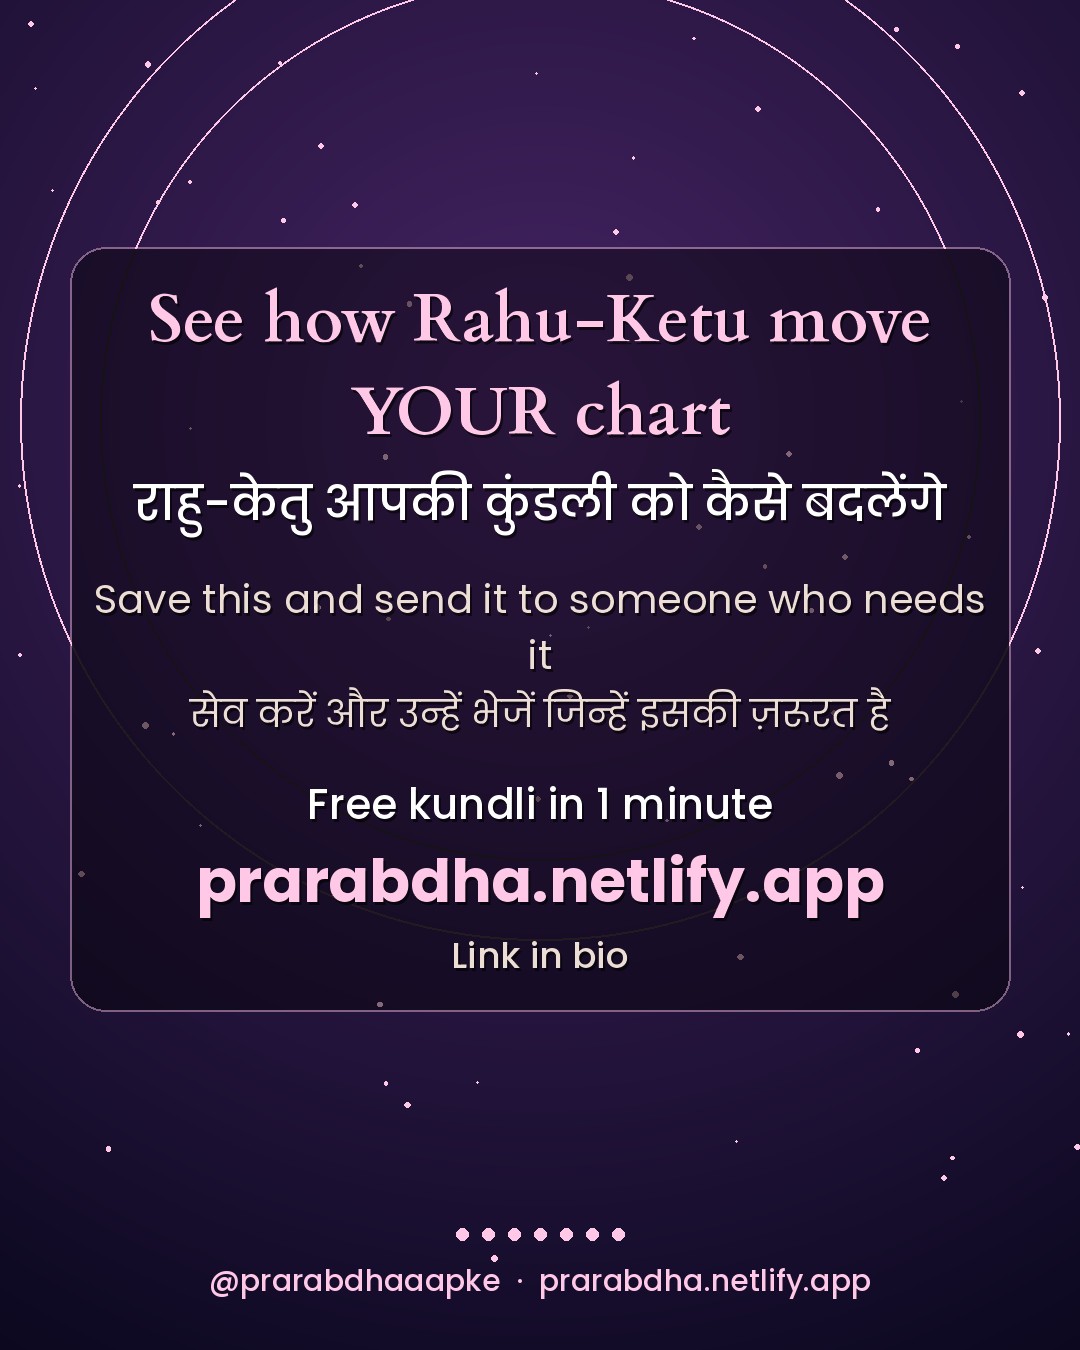 See how Rahu-Ketu move
YOUR chart
राहु-केतु आपकी कुंडली को कैसे बदलेंगे
Save this and send it to someone who needs
it
सेव करें और उन्हें भेजें जिन्हें इसकी ज़रूरत है
Free kundli in 1 minute
prarabdha.netlify.app
Link in bio
@prarabdhaaapke · prarabdha.netlify.app